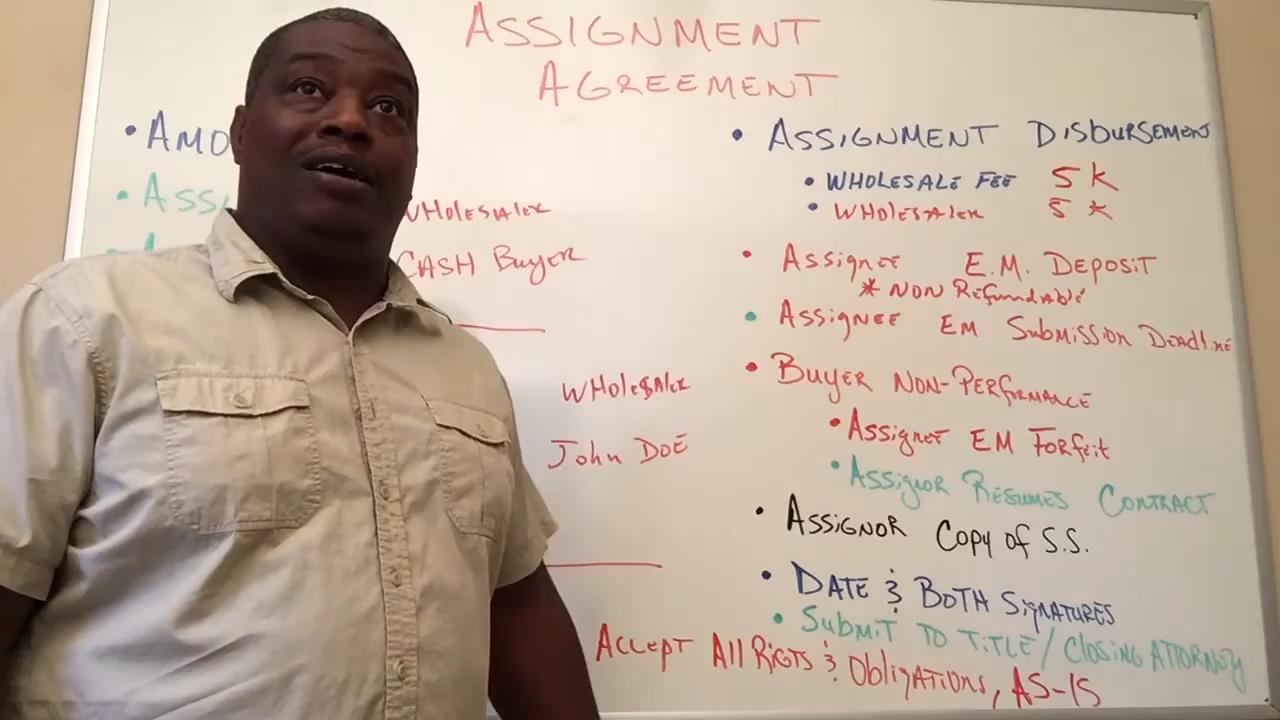 ASSIGNMENT
AGREEMENT
• AMO
• ASSI
WHOLESALER
CASH BUYER
WHOLESALER
JOHN DOE
• ASSIGNMENT DISBURSEMENT
• WHOLESALE FEE 5K
• WHOLESALER 5 K
• ASSIGNEE E.M. DEPOSIT
* NON REFUNDABLE
• ASSIGNEE EM SUBMISSION DEADLINE
• BUYER NON-PERFORMANCE
• ASSIGNEE EM FORFEIT
• ASSIGNOR RESUMES CONTRACT
• ASSIGNOR COPY OF S.S.
• DATE & BOTH SIGNATURES
• SUBMIT TO TITLE/CLOSING ATTORNEY
ACCEPT ALL RIGTS & OBLIGATIONS, AS-IS